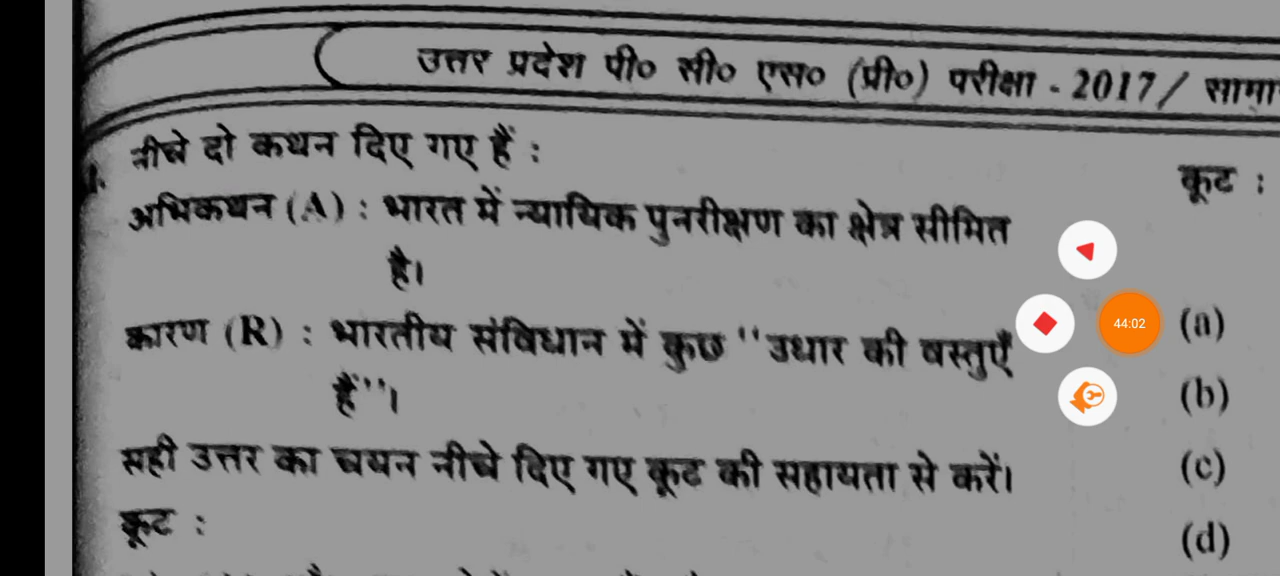 उत्तर प्रदेश पी० सी० एस० (प्री०) परीक्षा - 2017/ सामा
नीचे दो कथन दिए गए हैं :
अभिकथन (A) : भारत में न्यायिक पुनरीक्षण का क्षेत्र सीमित
है।
कारण (R) : भारतीय संविधान में कुछ ''उधार की वस्तुएँ
हैं''।
सही उत्तर का चयन नीचे दिए गए कूट की सहायता से करें।
कूट :
कूट :
(a)
(b)
(c)
(d)
44:02